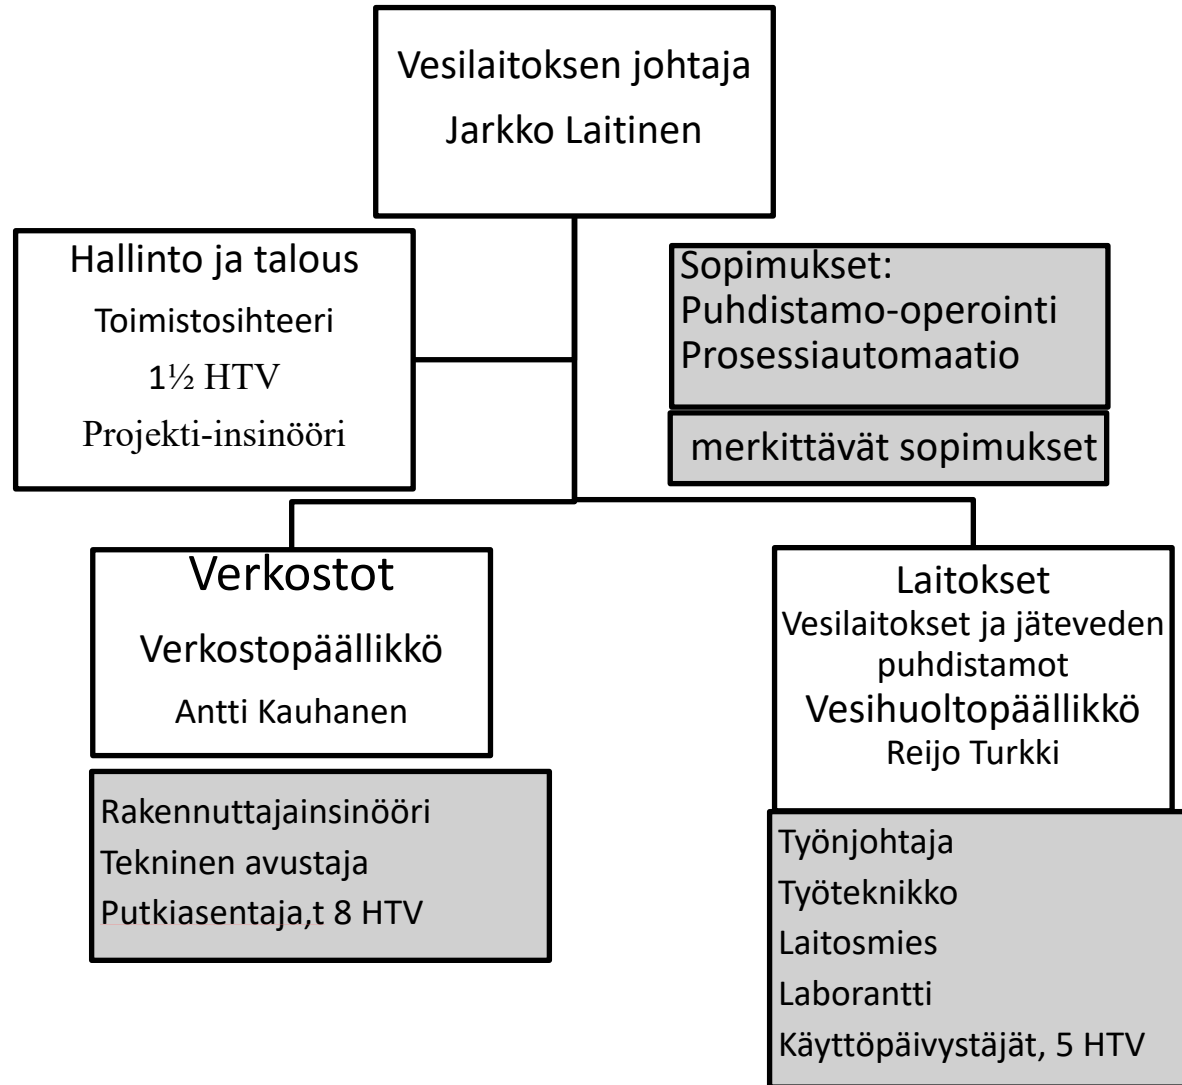 Vesilaitoksen johtaja
Jarkko Laitinen
Hallinto ja talous
Toimistosihteeri
1½ HTV
Projekti-insinööri
Sopimukset:
Puhdistamo-operointi
Prosessiautomaatio
merkittävät sopimukset
Verkostot
Verkostopäällikkö
Antti Kauhanen
Rakennuttajainsinööri
Tekninen avustaja
Putkiasentaja,t 8 HTV
Laitokset
Vesilaitokset ja jäteveden
puhdistamot
Vesihuoltopäällikkö
Reijo Turkki
Työnjohtaja
Työteknikko
Laitosmies
Laborantti
Käyttöpäivystäjät, 5 HTV